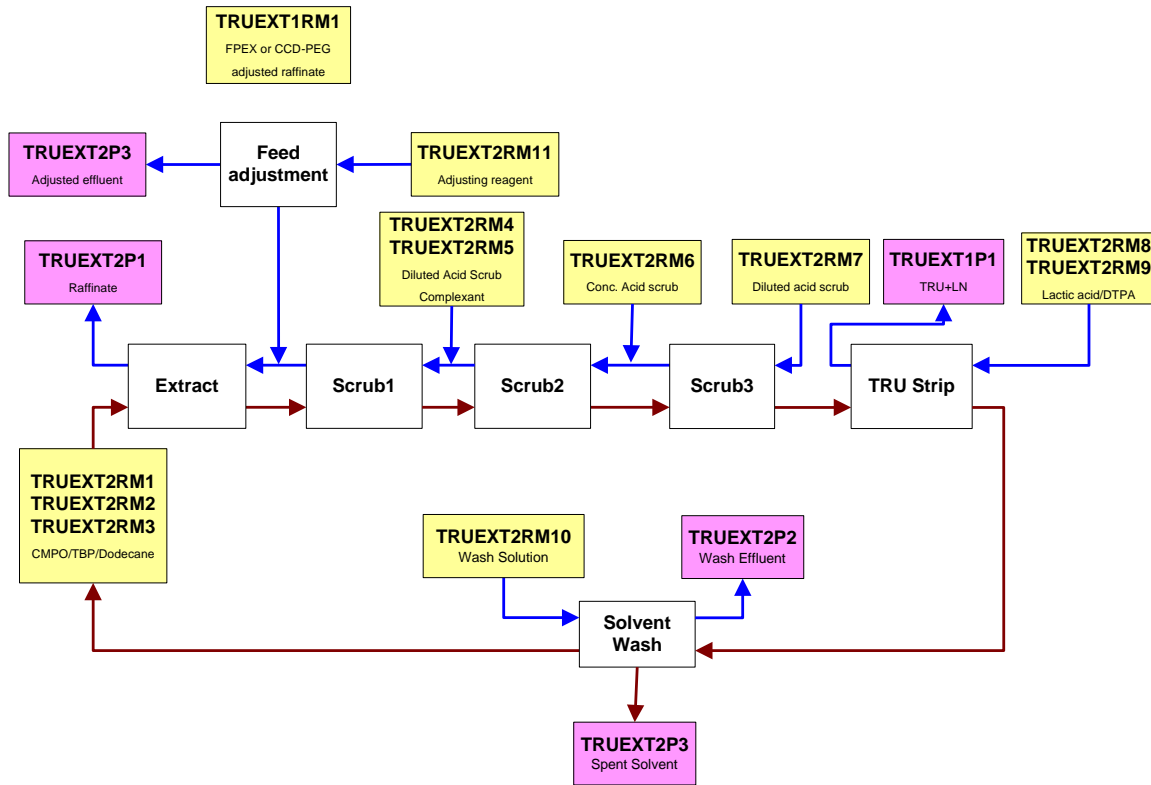 TRUEXT1RM1
FPEX or CCD-PEG
adjusted raffinate
TRUEXT2P3
Adjusted effluent
Feed
adjustment
TRUEXT2RM11
Adjusting reagent
TRUEXT2P1
Raffinate
TRUEXT2RM4
TRUEXT2RM5
Diluted Acid Scrub
Complexant
TRUEXT2RM6
Conc. Acid scrub
TRUEXT2RM7
Diluted acid scrub
TRUEXT1P1
TRU+LN
TRUEXT2RM8
TRUEXT2RM9
Lactic acid/DTPA
Extract
Scrub1
Scrub2
Scrub3
TRU Strip
TRUEXT2RM1
TRUEXT2RM2
TRUEXT2RM3
CMPO/TBP/Dodecane
TRUEXT2RM10
Wash Solution
TRUEXT2P2
Wash Effluent
Solvent
Wash
TRUEXT2P3
Spent Solvent